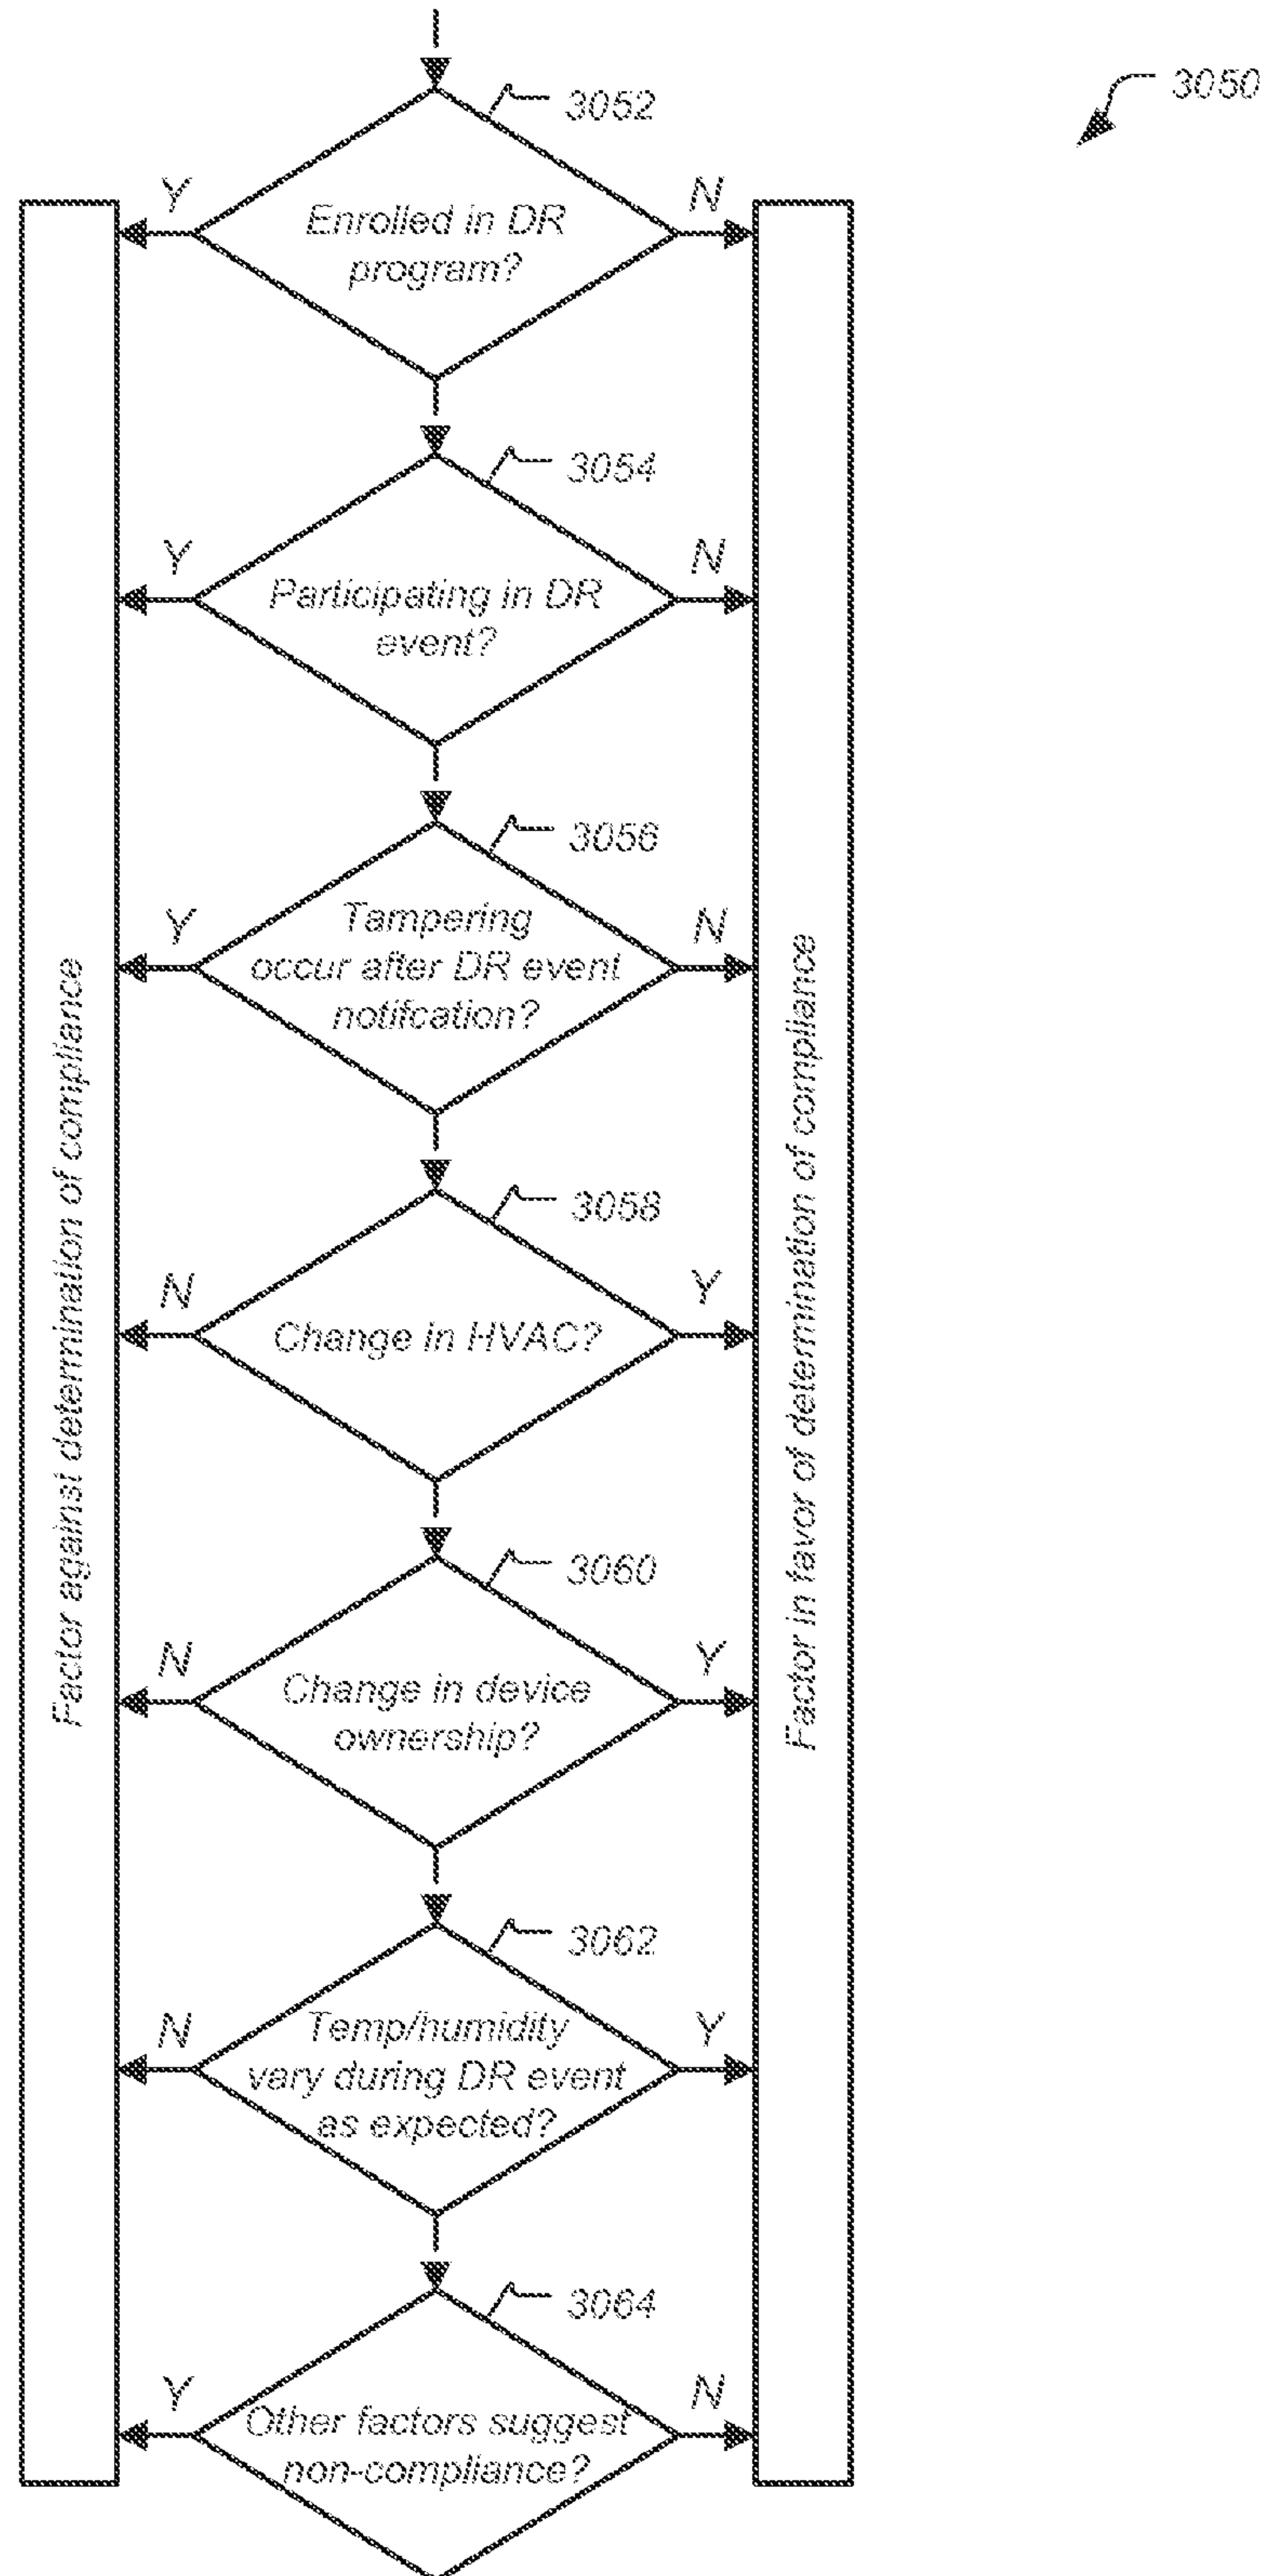 3050
3052
Y
N
Enrolled in DR
program?
3054
Y
N
Participating in DR
event?
3056
Y
N
Tampering
occur after DR event
notifcation?
3058
N
Y
Change in HVAC?
3060
N
Y
Change in device
ownership?
3062
N
Y
Temp/humidity
vary during DR event
as expected?
3064
Y
N
Other factors suggest
non-compliance?
Factor against determination of compliance
Factor in favor of determination of compliance